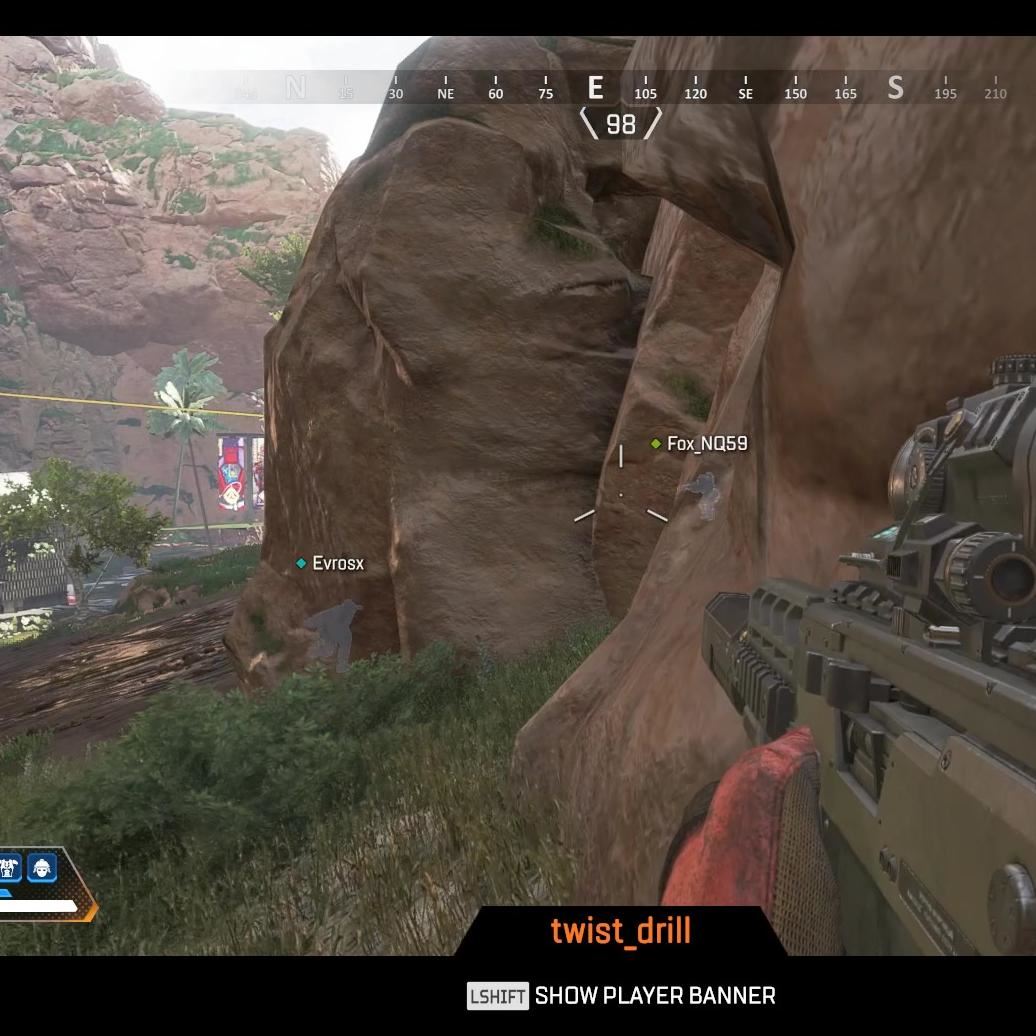 345 N 15 30 NE 60 75 E 105 120 SE 150 165 S 195 210
98
Fox_NQ59
Evrosx
twist_drill
LSHIFT SHOW PLAYER BANNER